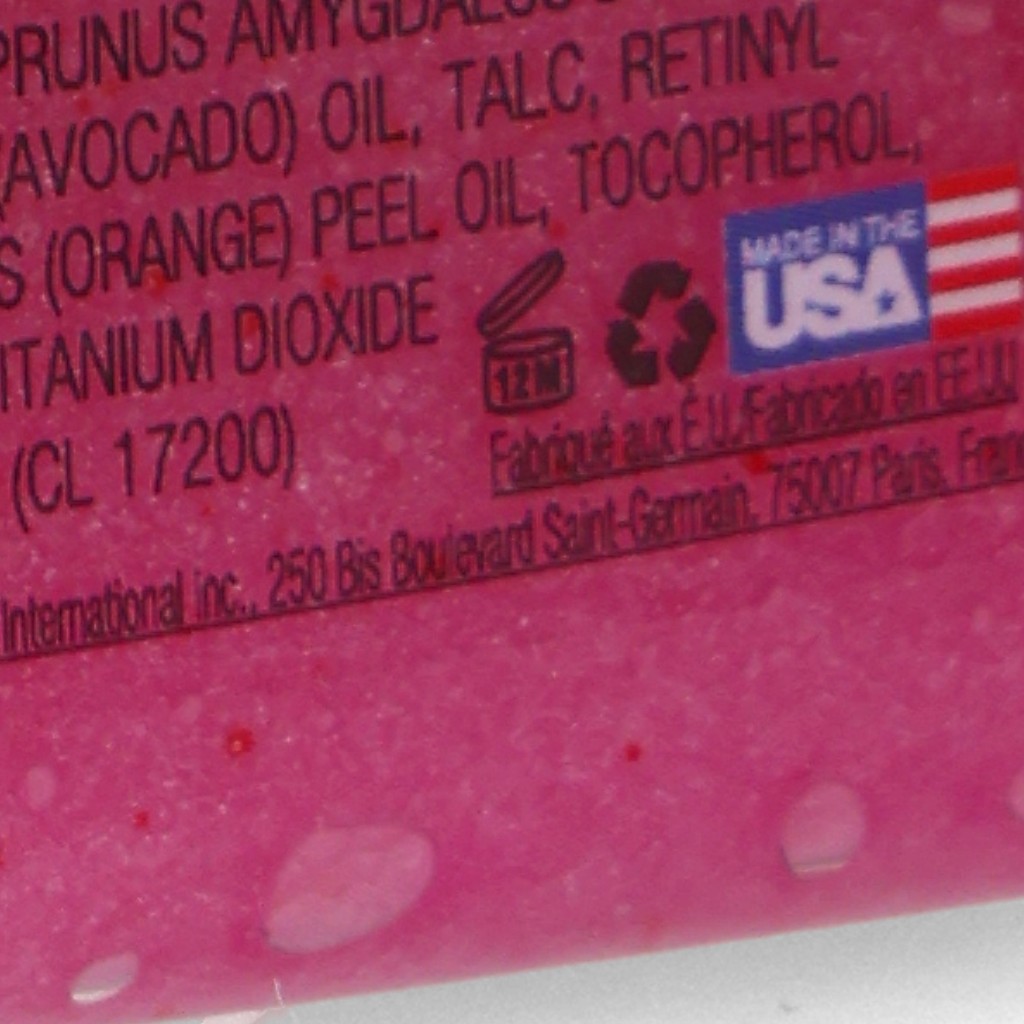 PRUNUS AMYGDALUS
(AVOCADO) OIL, TALC, RETINYL
S (ORANGE) PEEL OIL, TOCOPHEROL,
ITANIUM DIOXIDE
(CL 17200)
12 M
MADE IN THE
USA
Fabriqué aux É.U./Fabricado en EE.UU
International inc., 250 Bis Boulevard Saint-Germain, 75007 Paris, Fran